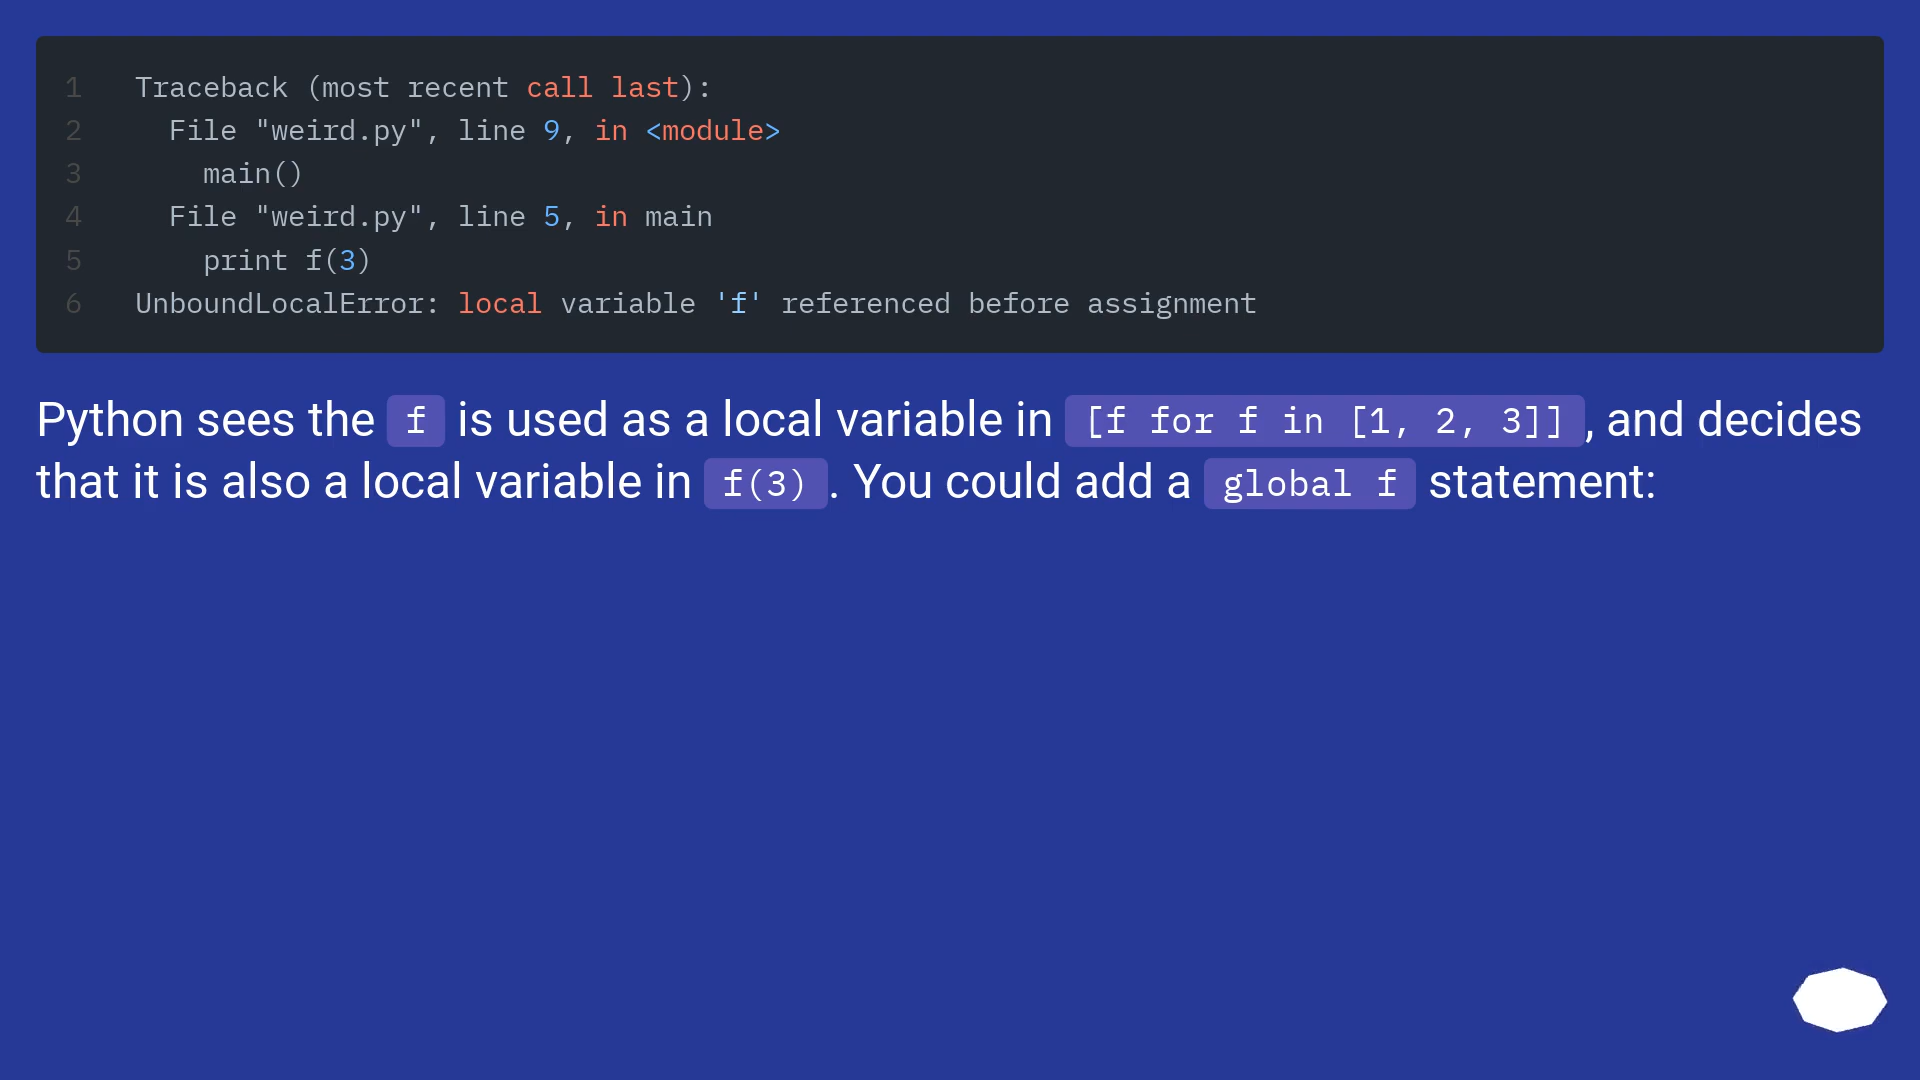 1 Traceback (most recent call last):
2 File "weird.py", line 9, in <module>
3 main()
4 File "weird.py", line 5, in main
5 print f(3)
6 UnboundLocalError: local variable 'f' referenced before assignment
Python sees the f is used as a local variable in [f for f in [1, 2, 3]], and decides
that it is also a local variable in f(3). You could add a global f statement: